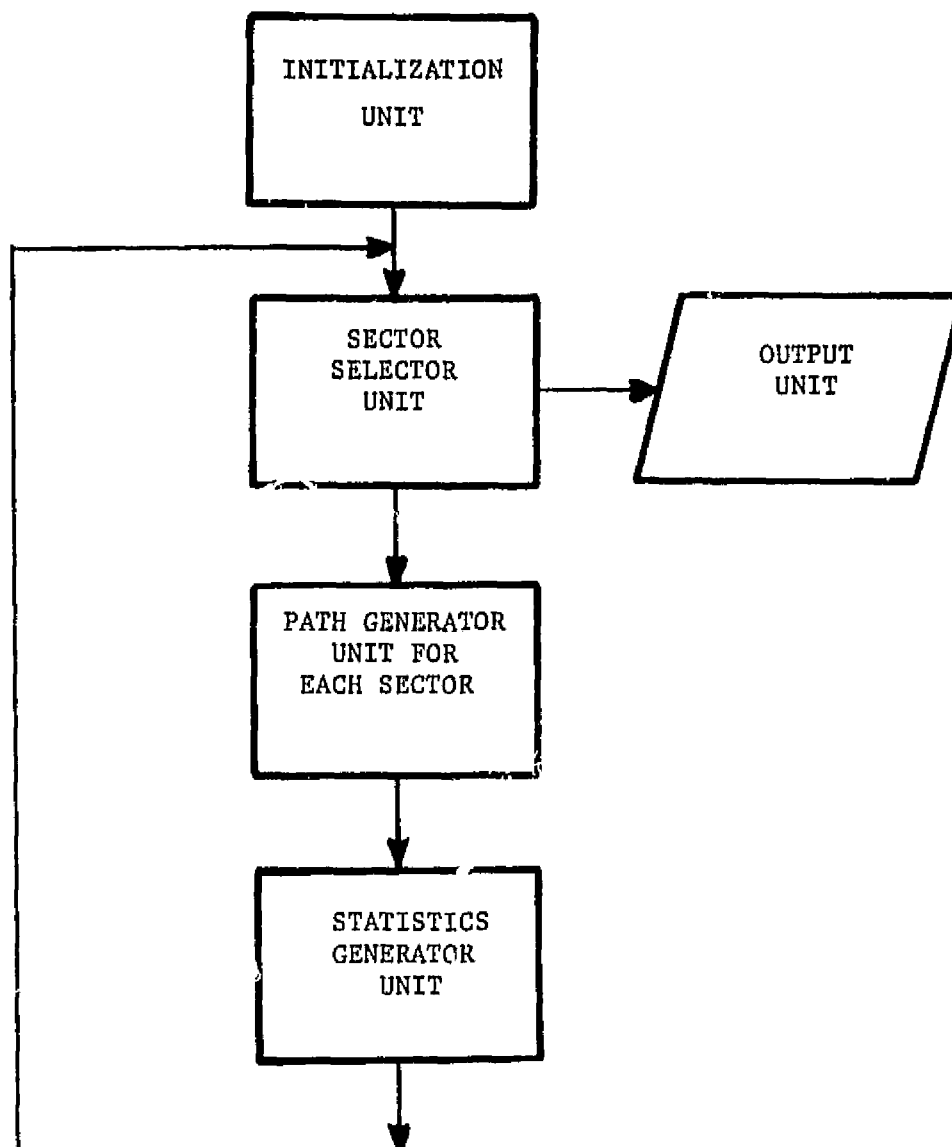 INITIALIZATION
UNIT
SECTOR
SELECTOR
UNIT
OUTPUT
UNIT
PATH GENERATOR
UNIT FOR
EACH SECTOR
STATISTICS
GENERATOR
UNIT